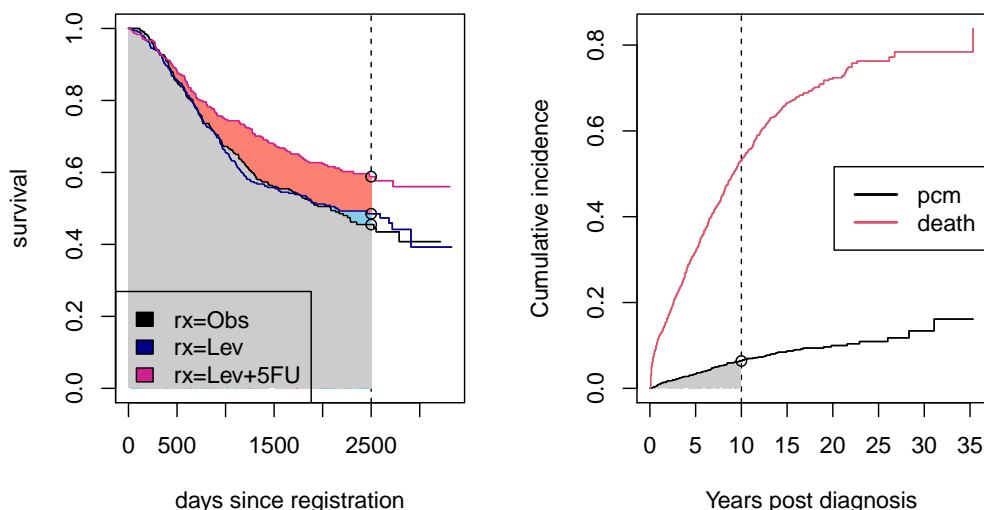 survival
0.0
0.2
0.4
0.6
0.8
1.0
rx=Obs
rx=Lev
rx=Lev+5FU
0 500 1500 2500
days since registration
Cumulative incidence
0.0
0.2
0.4
0.6
0.8
pcm
death
0 5 10 15 20 25 30 35
Years post diagnosis